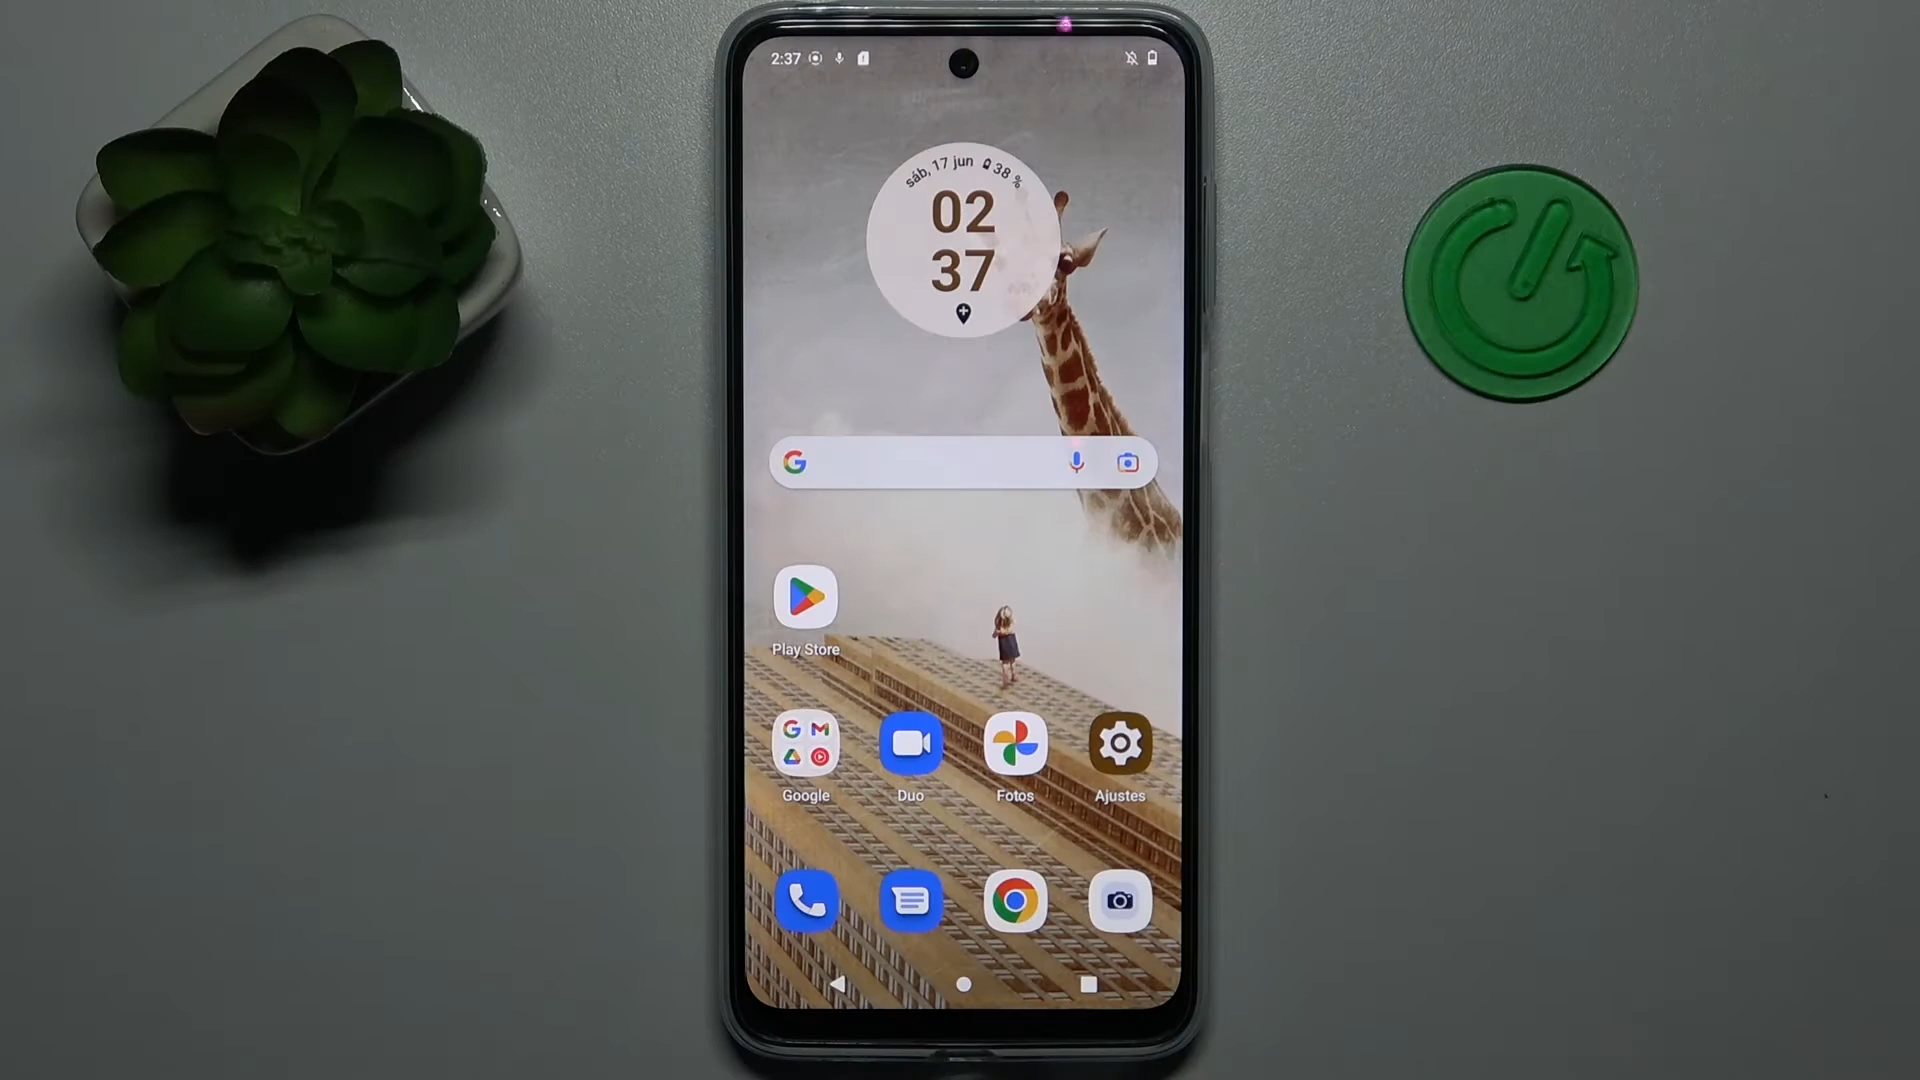 2:37
sáb, 17 jun 38 %
02
37
Play Store
Google
Duo
Fotos
Ajustes